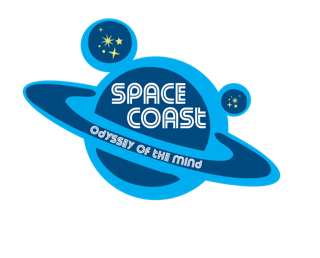 SPACE
COAST
ODYSSEY OF THE MIND